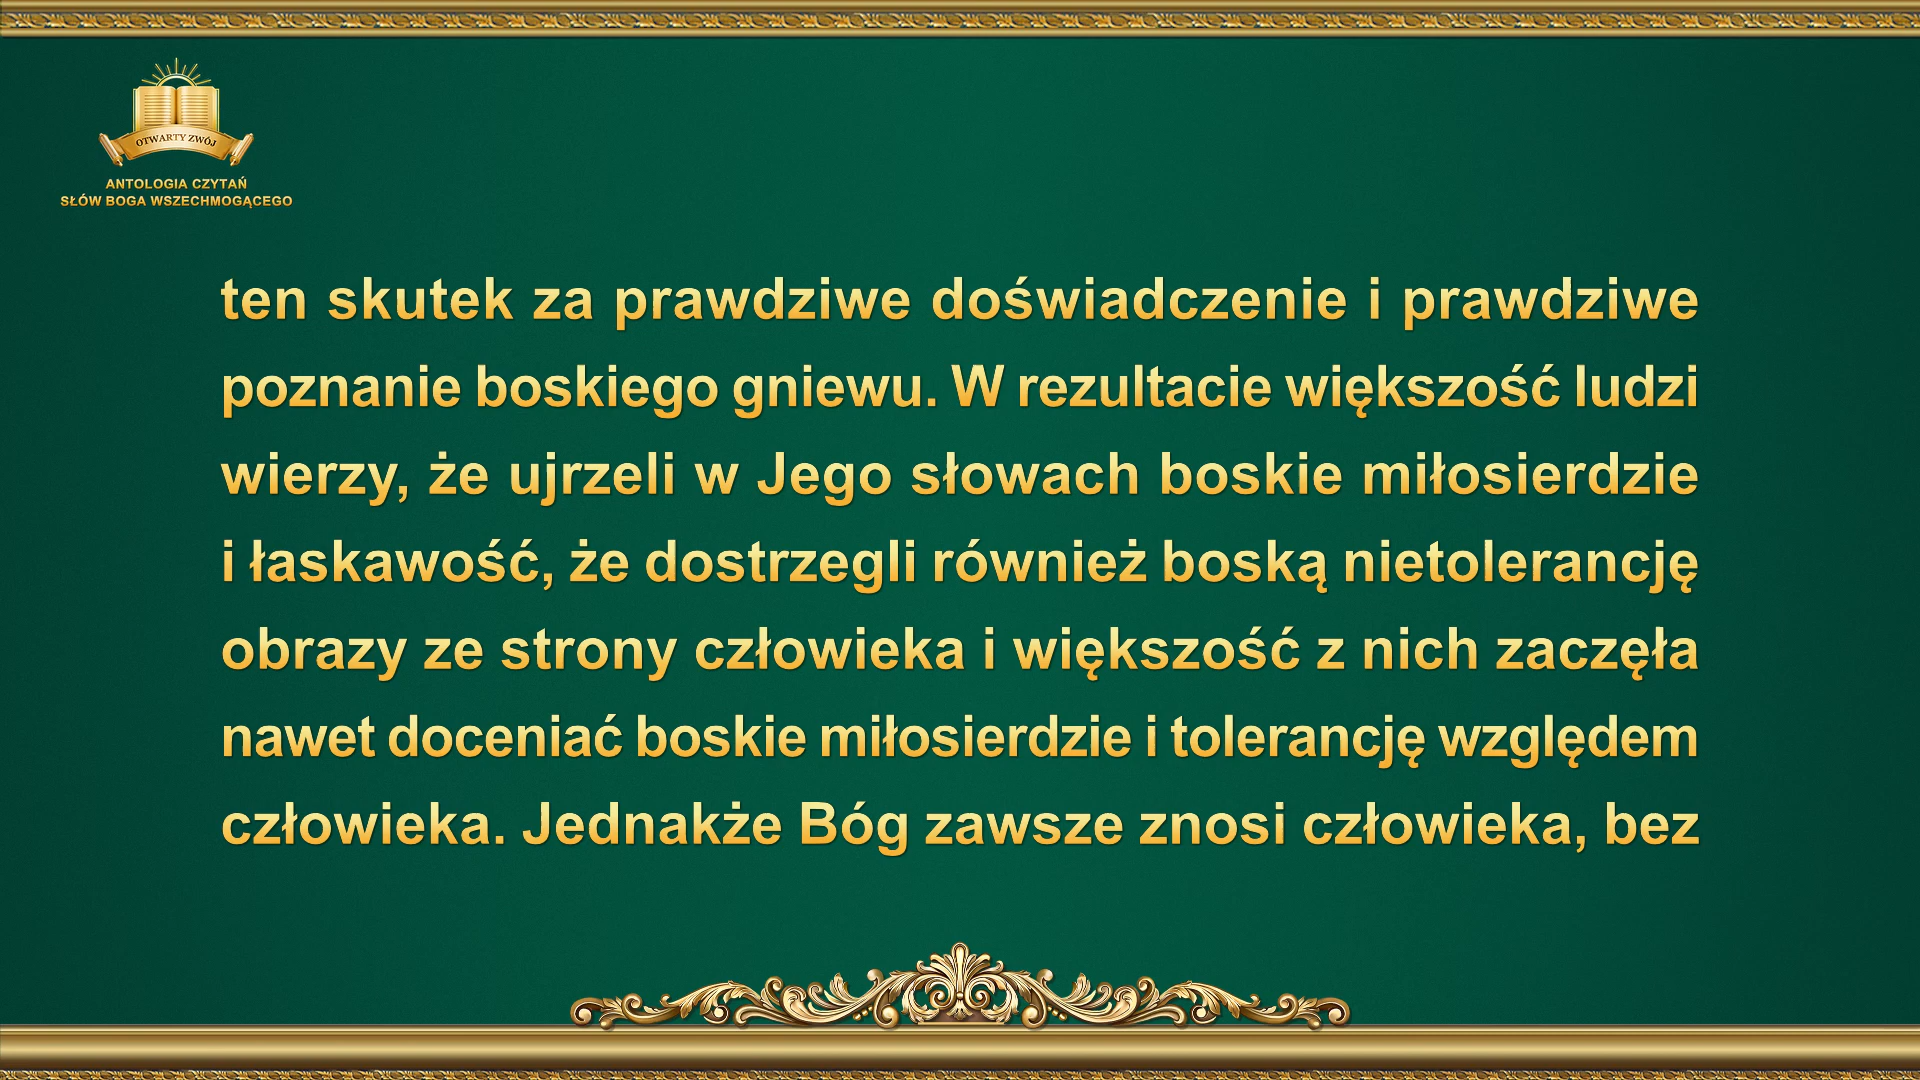 OTWARTY ZWÓJ
ANTOLOGIA CZYTAŃ
SŁÓW BOGA WSZECHMOGĄCEGO
ten skutek za prawdziwe doświadczenie i prawdziwe
poznanie boskiego gniewu. W rezultacie większość ludzi
wierzy, że ujrzeli w Jego słowach boskie miłosierdzie
i łaskawość, że dostrzegli również boską nietolerancję
obrazy ze strony człowieka i większość z nich zaczęła
nawet doceniać boskie miłosierdzie i tolerancję względem
człowieka. Jednakże Bóg zawsze znosi człowieka, bez